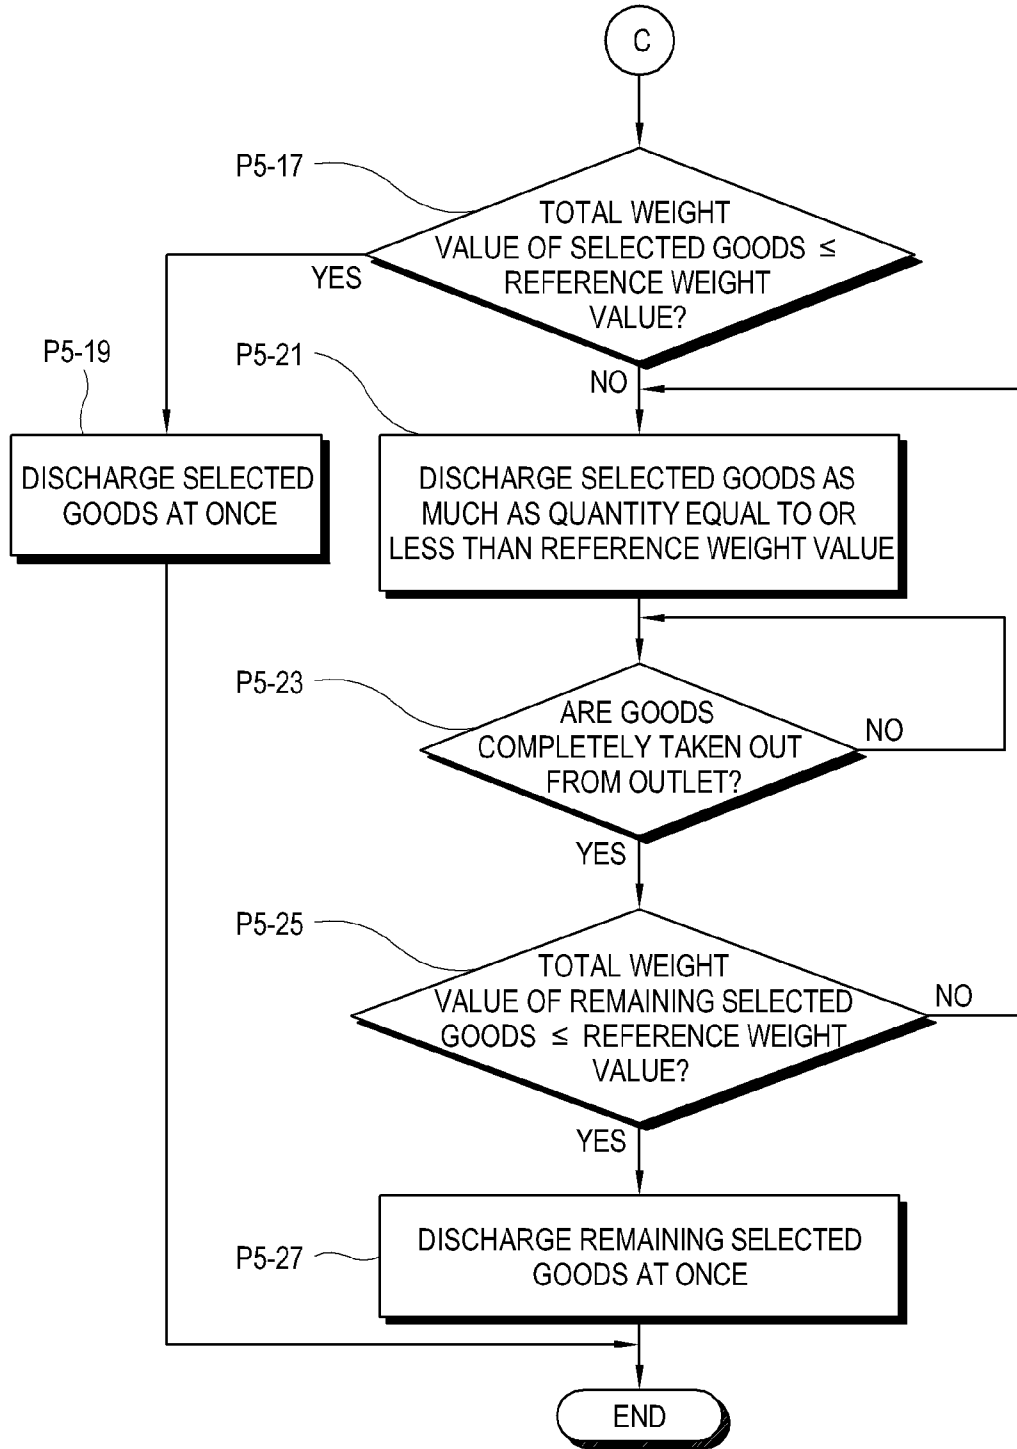 C
P5-17
TOTAL WEIGHT
VALUE OF SELECTED GOODS ≤
REFERENCE WEIGHT
VALUE?
YES
NO
P5-19
DISCHARGE SELECTED
GOODS AT ONCE
P5-21
DISCHARGE SELECTED GOODS AS
MUCH AS QUANTITY EQUAL TO OR
LESS THAN REFERENCE WEIGHT VALUE
P5-23
ARE GOODS
COMPLETELY TAKEN OUT
FROM OUTLET?
NO
YES
P5-25
TOTAL WEIGHT
VALUE OF REMAINING SELECTED
GOODS ≤ REFERENCE WEIGHT
VALUE?
NO
YES
P5-27
DISCHARGE REMAINING SELECTED
GOODS AT ONCE
END